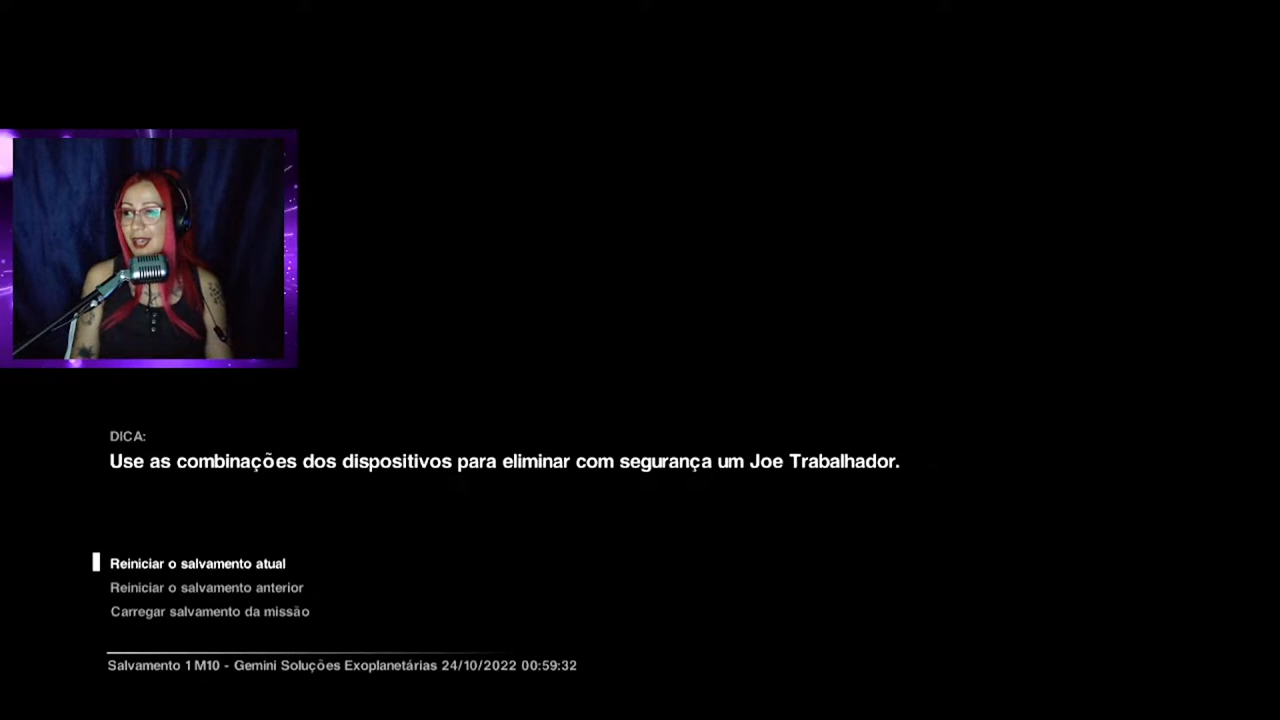 DICA:
Use as combinações dos dispositivos para eliminar com segurança um Joe Trabalhador.
Reiniciar o salvamento atual
Reiniciar o salvamento anterior
Carregar salvamento da missão
Salvamento 1 M10 - Gemini Soluções Exoplanetárias 24/10/2022 00:59:32